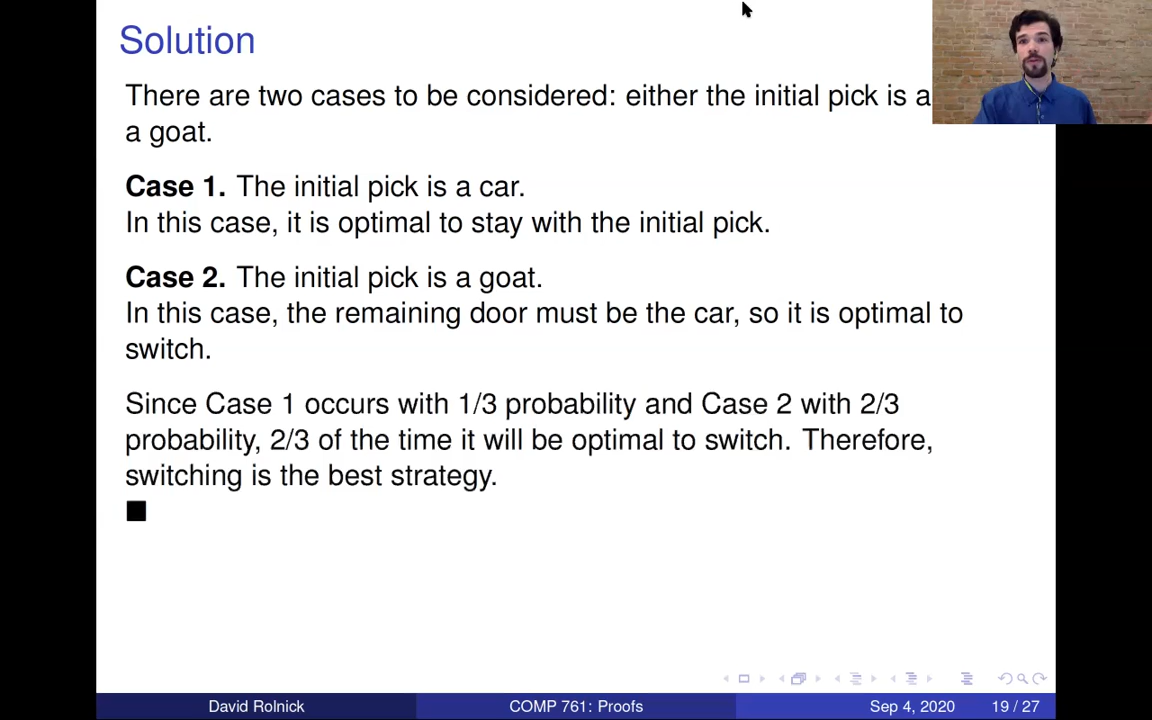 Solution
There are two cases to be considered: either the initial pick is a
a goat.
Case 1. The initial pick is a car.
In this case, it is optimal to stay with the initial pick.
Case 2. The initial pick is a goat.
In this case, the remaining door must be the car, so it is optimal to
switch.
Since Case 1 occurs with 1/3 probability and Case 2 with 2/3
probability, 2/3 of the time it will be optimal to switch. Therefore,
switching is the best strategy.
David Rolnick COMP 761: Proofs Sep 4, 2020 19 / 27